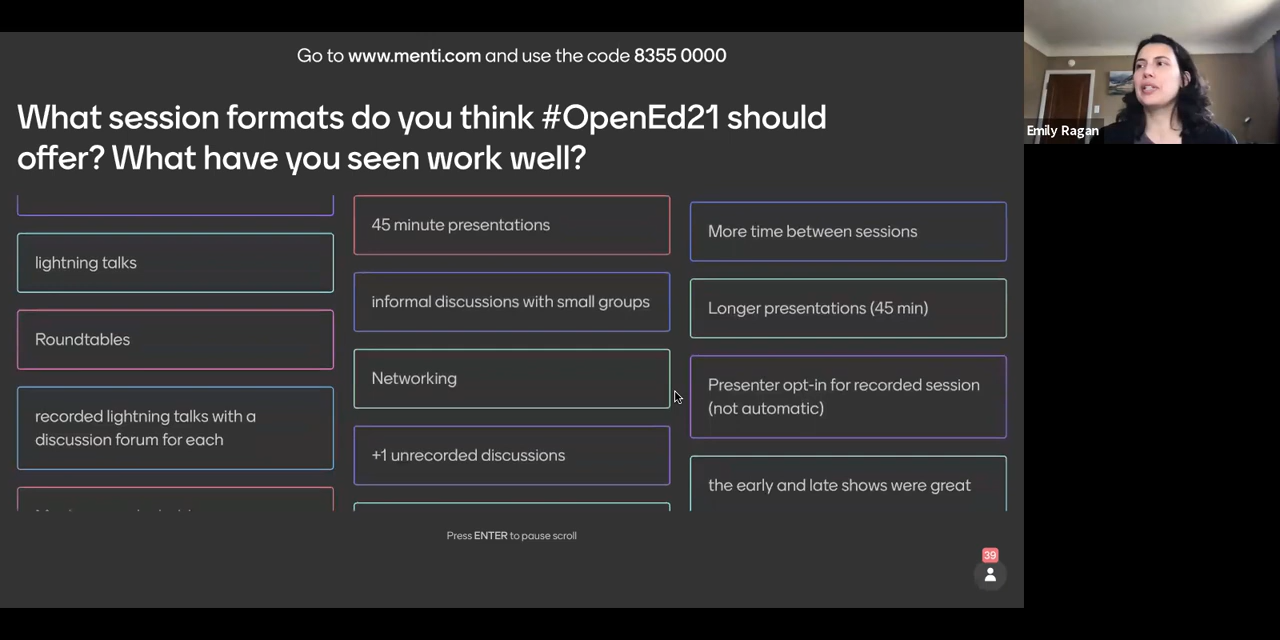 Go to www.menti.com and use the code 8355 0000
What session formats do you think #OpenEd21 should
offer? What have you seen work well?
lightning talks
Roundtables
recorded lightning talks with a
discussion forum for each
45 minute presentations
informal discussions with small groups
Networking
+1 unrecorded discussions
More time between sessions
Longer presentations (45 min)
Presenter opt-in for recorded session
(not automatic)
the early and late shows were great
Press ENTER to pause scroll
39
Emily Ragan